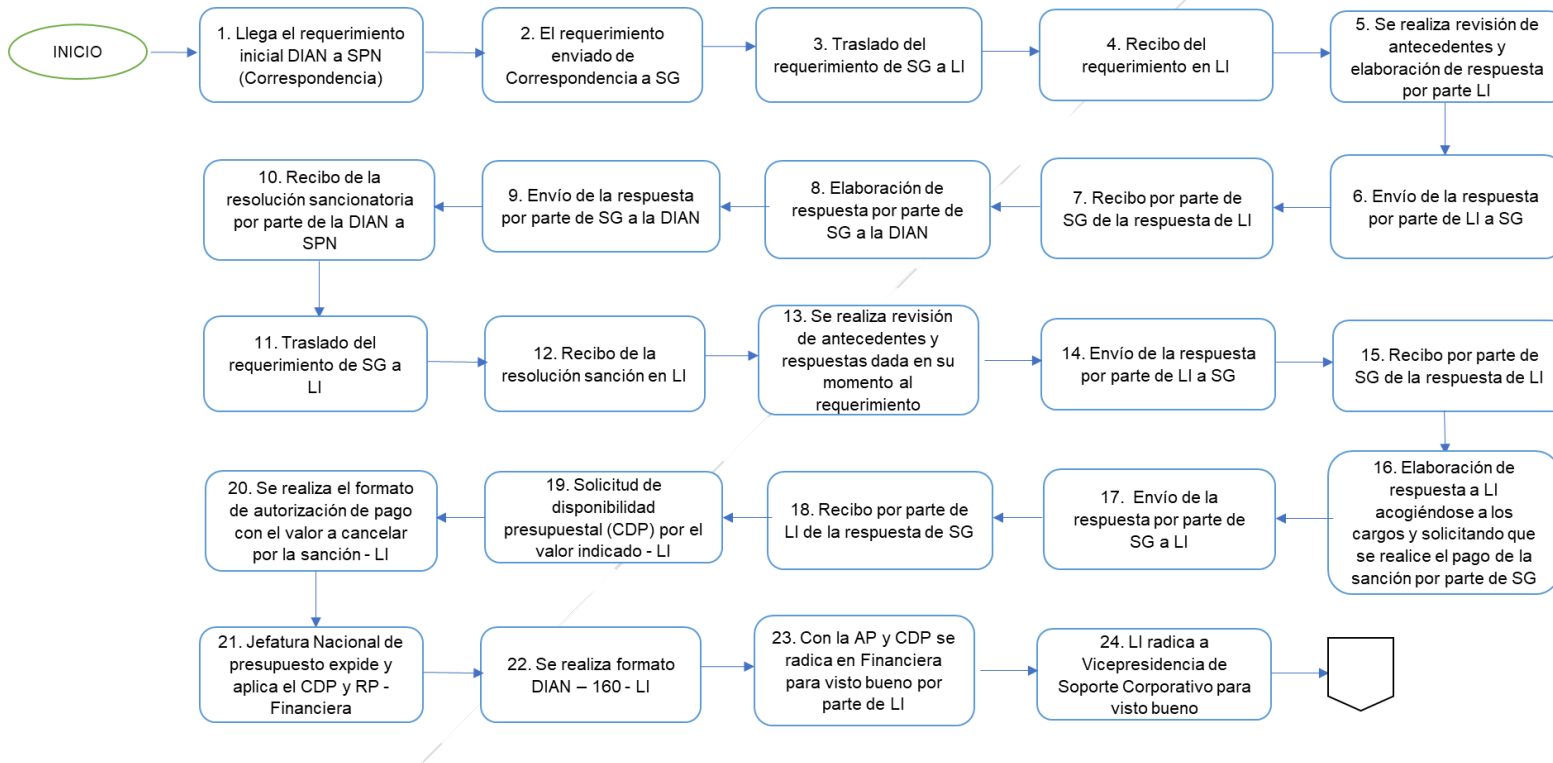 INICIO
1. Llega el requerimiento
inicial DIAN a SPN
(Correspondencia)
2. El requerimiento
enviado de
Correspondencia a SG
3. Traslado del
requerimiento de SG a LI
4. Recibo del
requerimiento en LI
5. Se realiza revisión de
antecedentes y
elaboración de respuesta
por parte LI
6. Envío de la respuesta
por parte de LI a SG
7. Recibo por parte de
SG de la respuesta de LI
8. Elaboración de
respuesta por parte de
SG a la DIAN
9. Envío de la respuesta
por parte de SG a la DIAN
10. Recibo de la
resolución sancionatoria
por parte de la DIAN a
SPN
11. Traslado del
requerimiento de SG a
LI
12. Recibo de la
resolución sanción en LI
13. Se realiza revisión
de antecedentes y
respuestas dada en su
momento al
requerimiento
14. Envío de la respuesta
por parte de LI a SG
15. Recibo por parte de
SG de la respuesta de LI
16. Elaboración de
respuesta a LI
acogiéndose a los
cargos y solicitando que
se realice el pago de la
sanción por parte de SG
17. Envío de la
respuesta por parte de
SG a LI
18. Recibo por parte de
LI de la respuesta de SG
19. Solicitud de
disponibilidad
presupuestal (CDP) por el
valor indicado - LI
20. Se realiza el formato
de autorización de pago
con el valor a cancelar
por la sanción - LI
21. Jefatura Nacional de
presupuesto expide y
aplica el CDP y RP -
Financiera
22. Se realiza formato
DIAN – 160 - LI
23. Con la AP y CDP se
radica en Financiera
para visto bueno por
parte de LI
24. LI radica a
Vicepresidencia de
Soporte Corporativo para
visto bueno